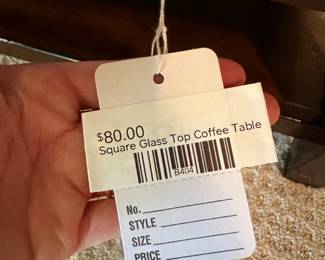 $80.00
Square Glass Top Coffee Table
B404
No.
STYLE
SIZE
PRICE